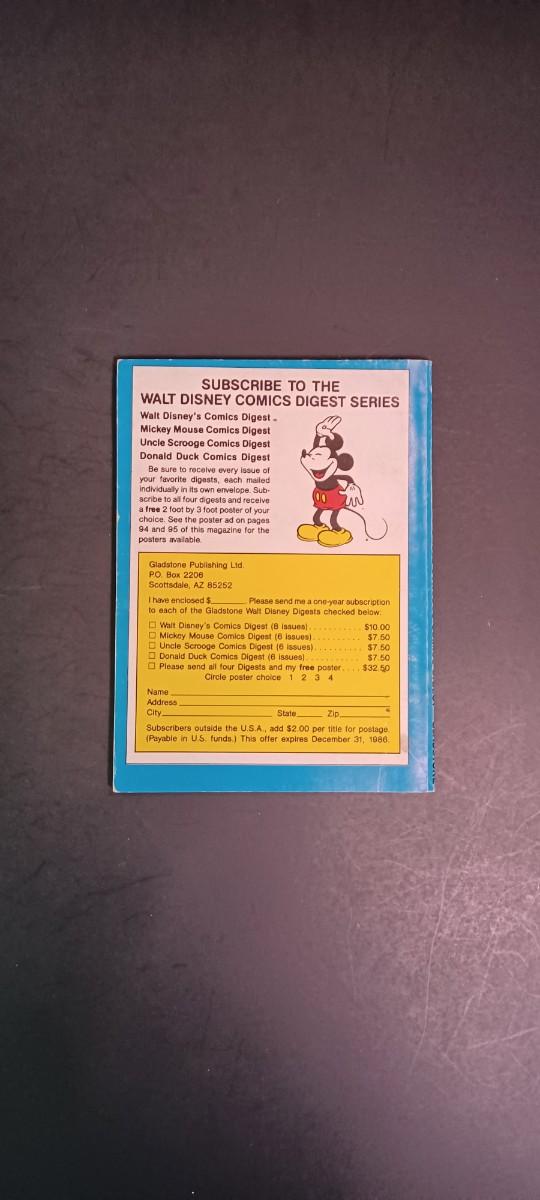 SUBSCRIBE TO THE
WALT DISNEY COMICS DIGEST SERIES
Walt Disney's Comics Digest
Mickey Mouse Comics Digest
Uncle Scrooge Comics Digest
Donald Duck Comics Digest
Be sure to receive every issue of
your favorite digests, each mailed
individually in its own envelope. Sub-
scribe to all four digests and receive
a free 2 foot by 3 foot poster of your
choice. See the poster ad on pages
94 and 95 of this magazine for the
posters available.
Gladstone Publishing Ltd.
P.O. Box 2206
Scottsdale, AZ 85252
I have enclosed $______. Please send me a one-year subscription
to each of the Gladstone Walt Disney Digests checked below:
☐ Walt Disney's Comics Digest (8 issues).......... $10.00
☐ Mickey Mouse Comics Digest (6 issues).......... $7.50
☐ Uncle Scrooge Comics Digest (6 issues).......... $7.50
☐ Donald Duck Comics Digest (6 issues).......... $7.50
☐ Please send all four Digests and my free poster.... $32.50
Circle poster choice 1 2 3 4
Name
Address
City State Zip
Subscribers outside the U.S.A., add $2.00 per title for postage.
(Payable in U.S. funds.) This offer expires December 31, 1986.